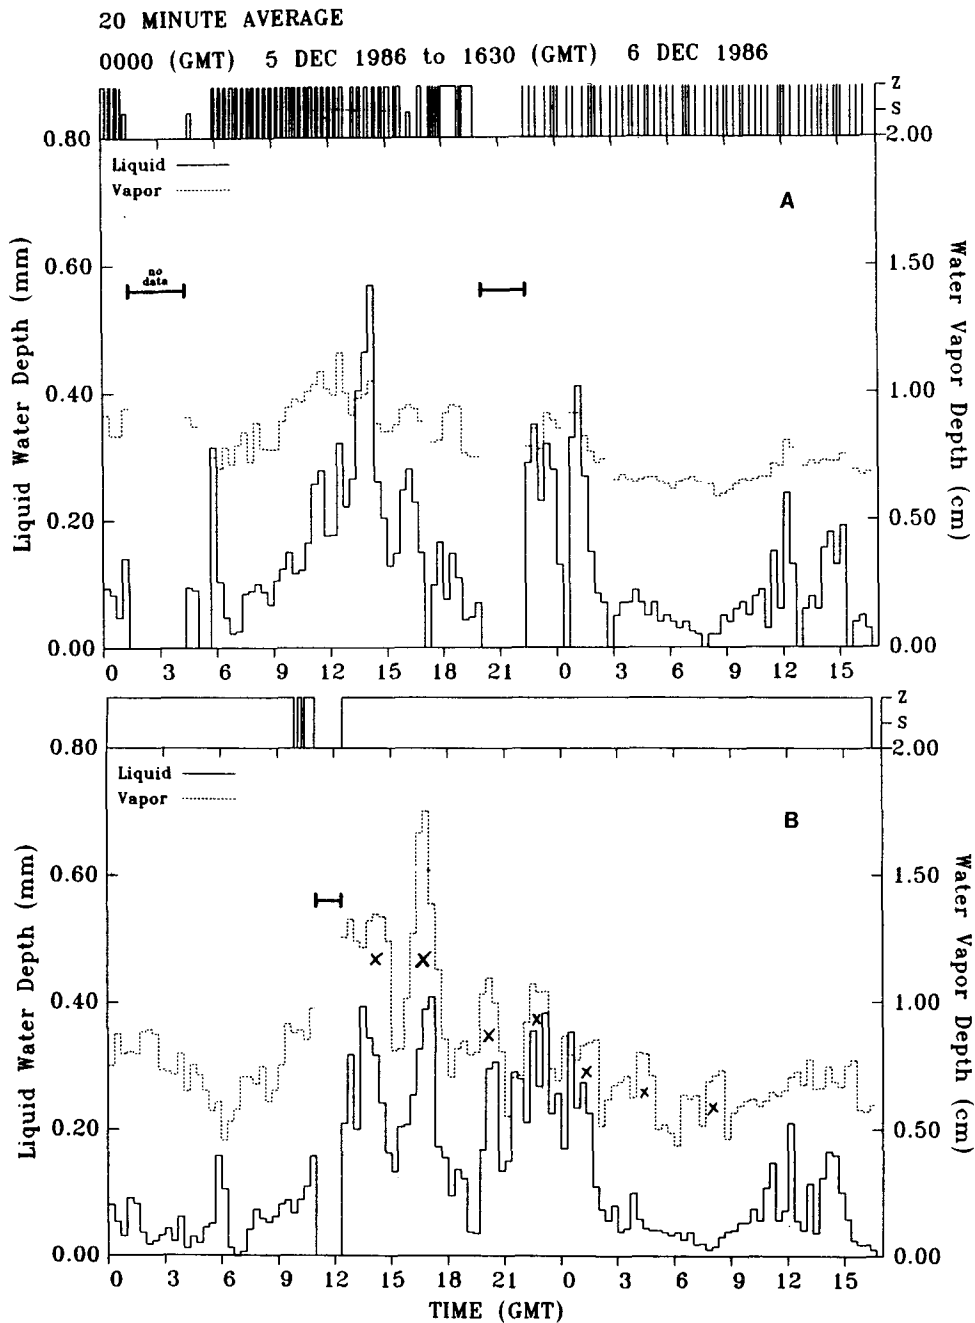 20 MINUTE AVERAGE
0000 (GMT) 5 DEC 1986 to 1630 (GMT) 6 DEC 1986
Z
S
2.00
0.80
Liquid
Vapor
A
no
data
0.60
1.50
0.40
1.00
0.20
0.50
0.00
0.00
Liquid Water Depth (mm)
Water Vapor Depth (cm)
0 3 6 9 12 15 18 21 0 3 6 9 12 15
Z
S
2.00
0.80
Liquid
Vapor
B
0.60
1.50
0.40
1.00
0.20
0.50
0.00
0.00
Liquid Water Depth (mm)
Water Vapor Depth (cm)
0 3 6 9 12 15 18 21 0 3 6 9 12 15
TIME (GMT)